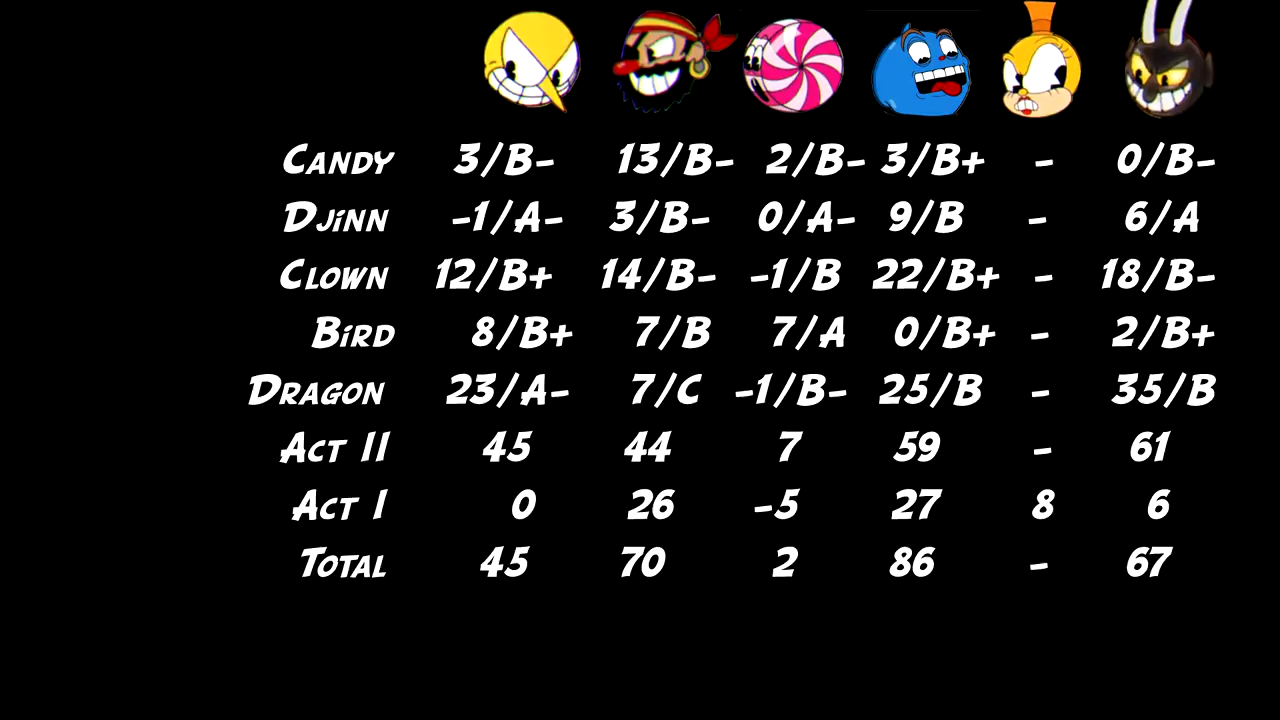 Candy 3/B- 13/B- 2/B- 3/B+ - 0/B-
Djinn -1/A- 3/B- 0/A- 9/B - 6/A
Clown 12/B+ 14/B- -1/B 22/B+ - 18/B-
Bird 8/B+ 7/B 7/A 0/B+ - 2/B+
Dragon 23/A- 7/C -1/B- 25/B - 35/B
Act II 45 44 7 59 - 61
Act I 0 26 -5 27 8 6
Total 45 70 2 86 - 67